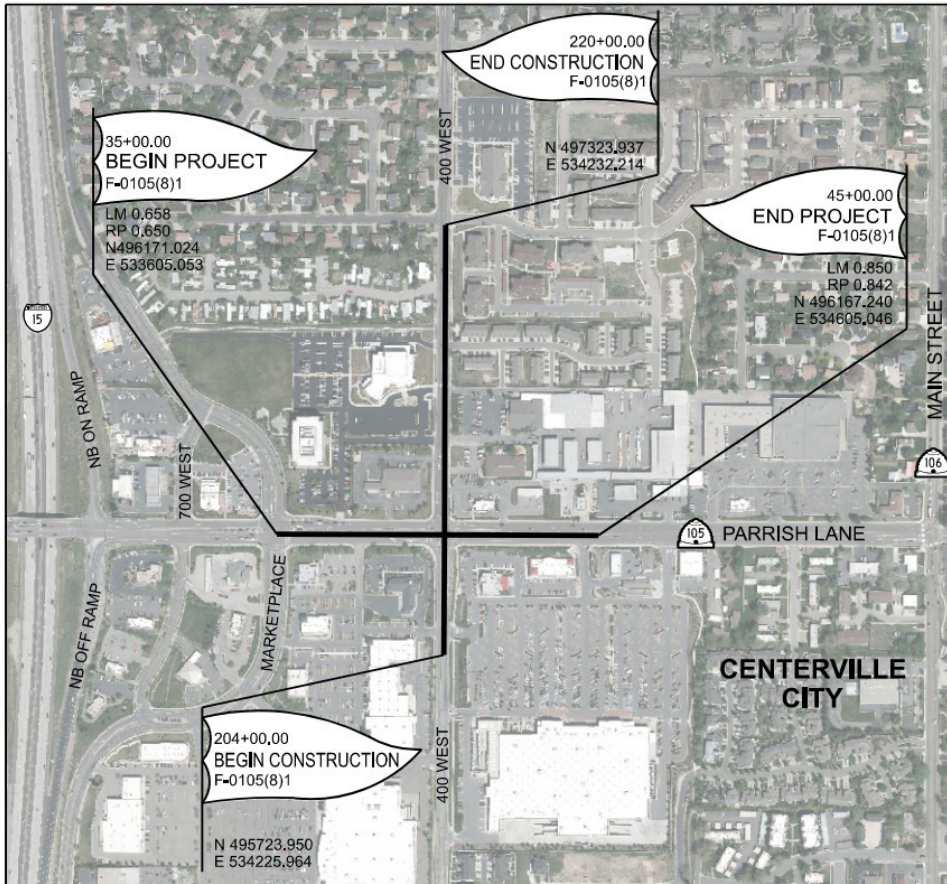 220+00.00
END CONSTRUCTION
F-0105(8)1
N 497323.937
E 534232.214
35+00.00
BEGIN PROJECT
F-0105(8)1
LM 0.658
RP 0.650
N496171.024
E 533605.053
400 WEST
45+00.00
END PROJECT
F-0105(8)1
LM 0.850
RP 0.842
N 496167.240
E 534605.046
15
NB ON RAMP
700 WEST
MAIN STREET
106
105
PARRISH LANE
NB OFF RAMP
MARKETPLACE
CENTERVILLE
CITY
204+00.00
BEGIN CONSTRUCTION
F-0105(8)1
N 495723.950
E 534225.964
400 WEST